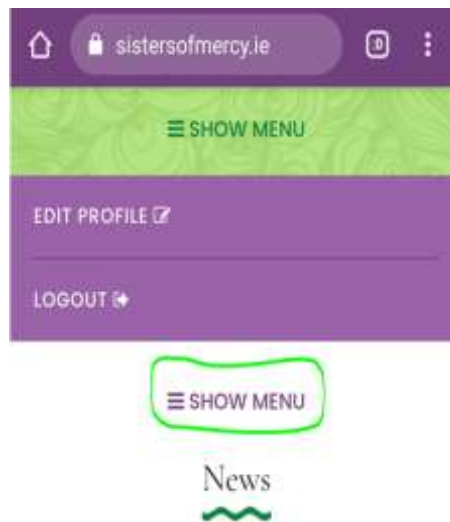 sistersofmercy.ie
:D
SHOW MENU
EDIT PROFILE
LOGOUT
SHOW MENU
News